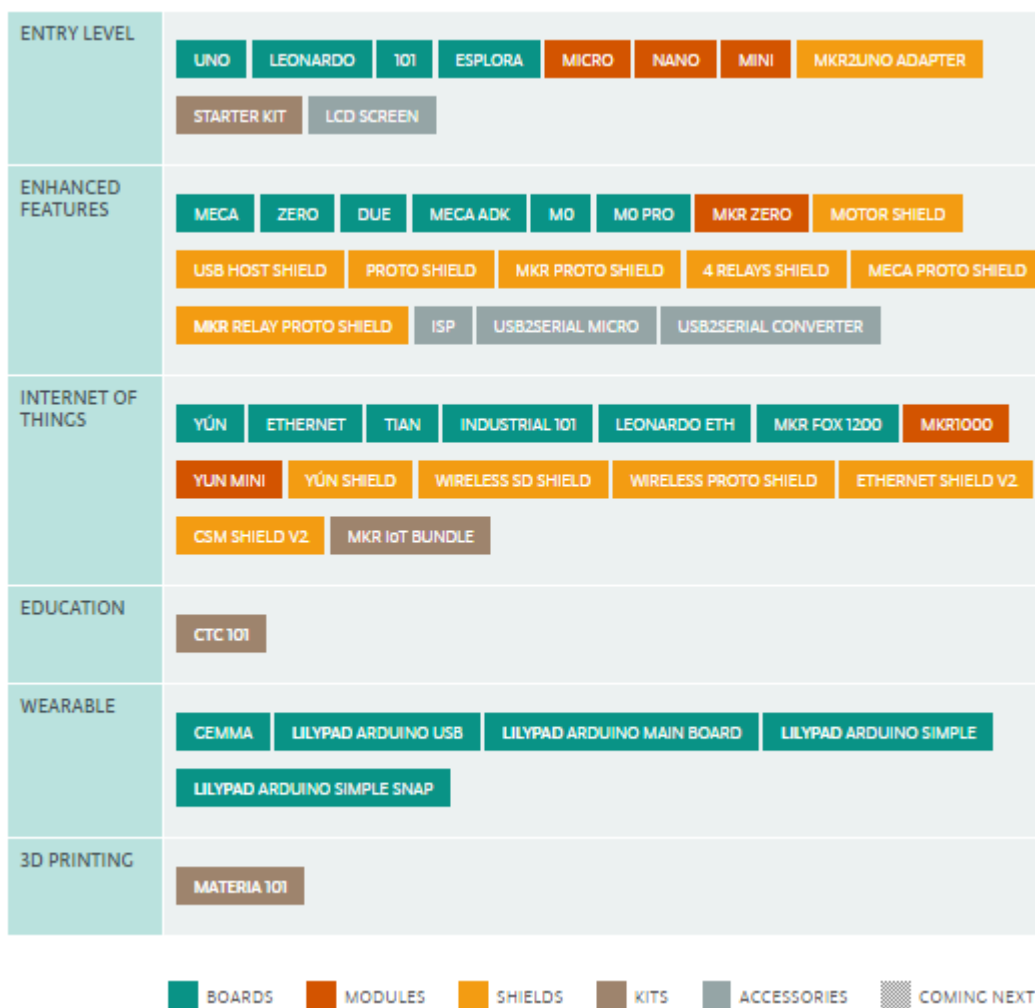 ENTRY LEVEL
UNO LEONARDO 101 ESPLORA MICRO NANO MINI MKR2UNO ADAPTER
STARTER KIT LCD SCREEN
ENHANCED
FEATURES
MEGA ZERO DUE MEGA ADK M0 M0 PRO MKR ZERO MOTOR SHIELD
USB HOST SHIELD PROTO SHIELD MKR PROTO SHIELD 4 RELAYS SHIELD MEGA PROTO SHIELD
MKR RELAY PROTO SHIELD ISP USB2SERIAL MICRO USB2SERIAL CONVERTER
INTERNET OF
THINGS
YÚN ETHERNET TIAN INDUSTRIAL 101 LEONARDO ETH MKR FOX 1200 MKR1000
YUN MINI YÚN SHIELD WIRELESS SD SHIELD WIRELESS PROTO SHIELD ETHERNET SHIELD V2
GSM SHIELD V2 MKR IoT BUNDLE
EDUCATION
CTC 101
WEARABLE
GEMMA LILYPAD ARDUINO USB LILYPAD ARDUINO MAIN BOARD LILYPAD ARDUINO SIMPLE
LILYPAD ARDUINO SIMPLE SNAP
3D PRINTING
MATERIA 101
BOARDS MODULES SHIELDS KITS ACCESSORIES COMING NEXT